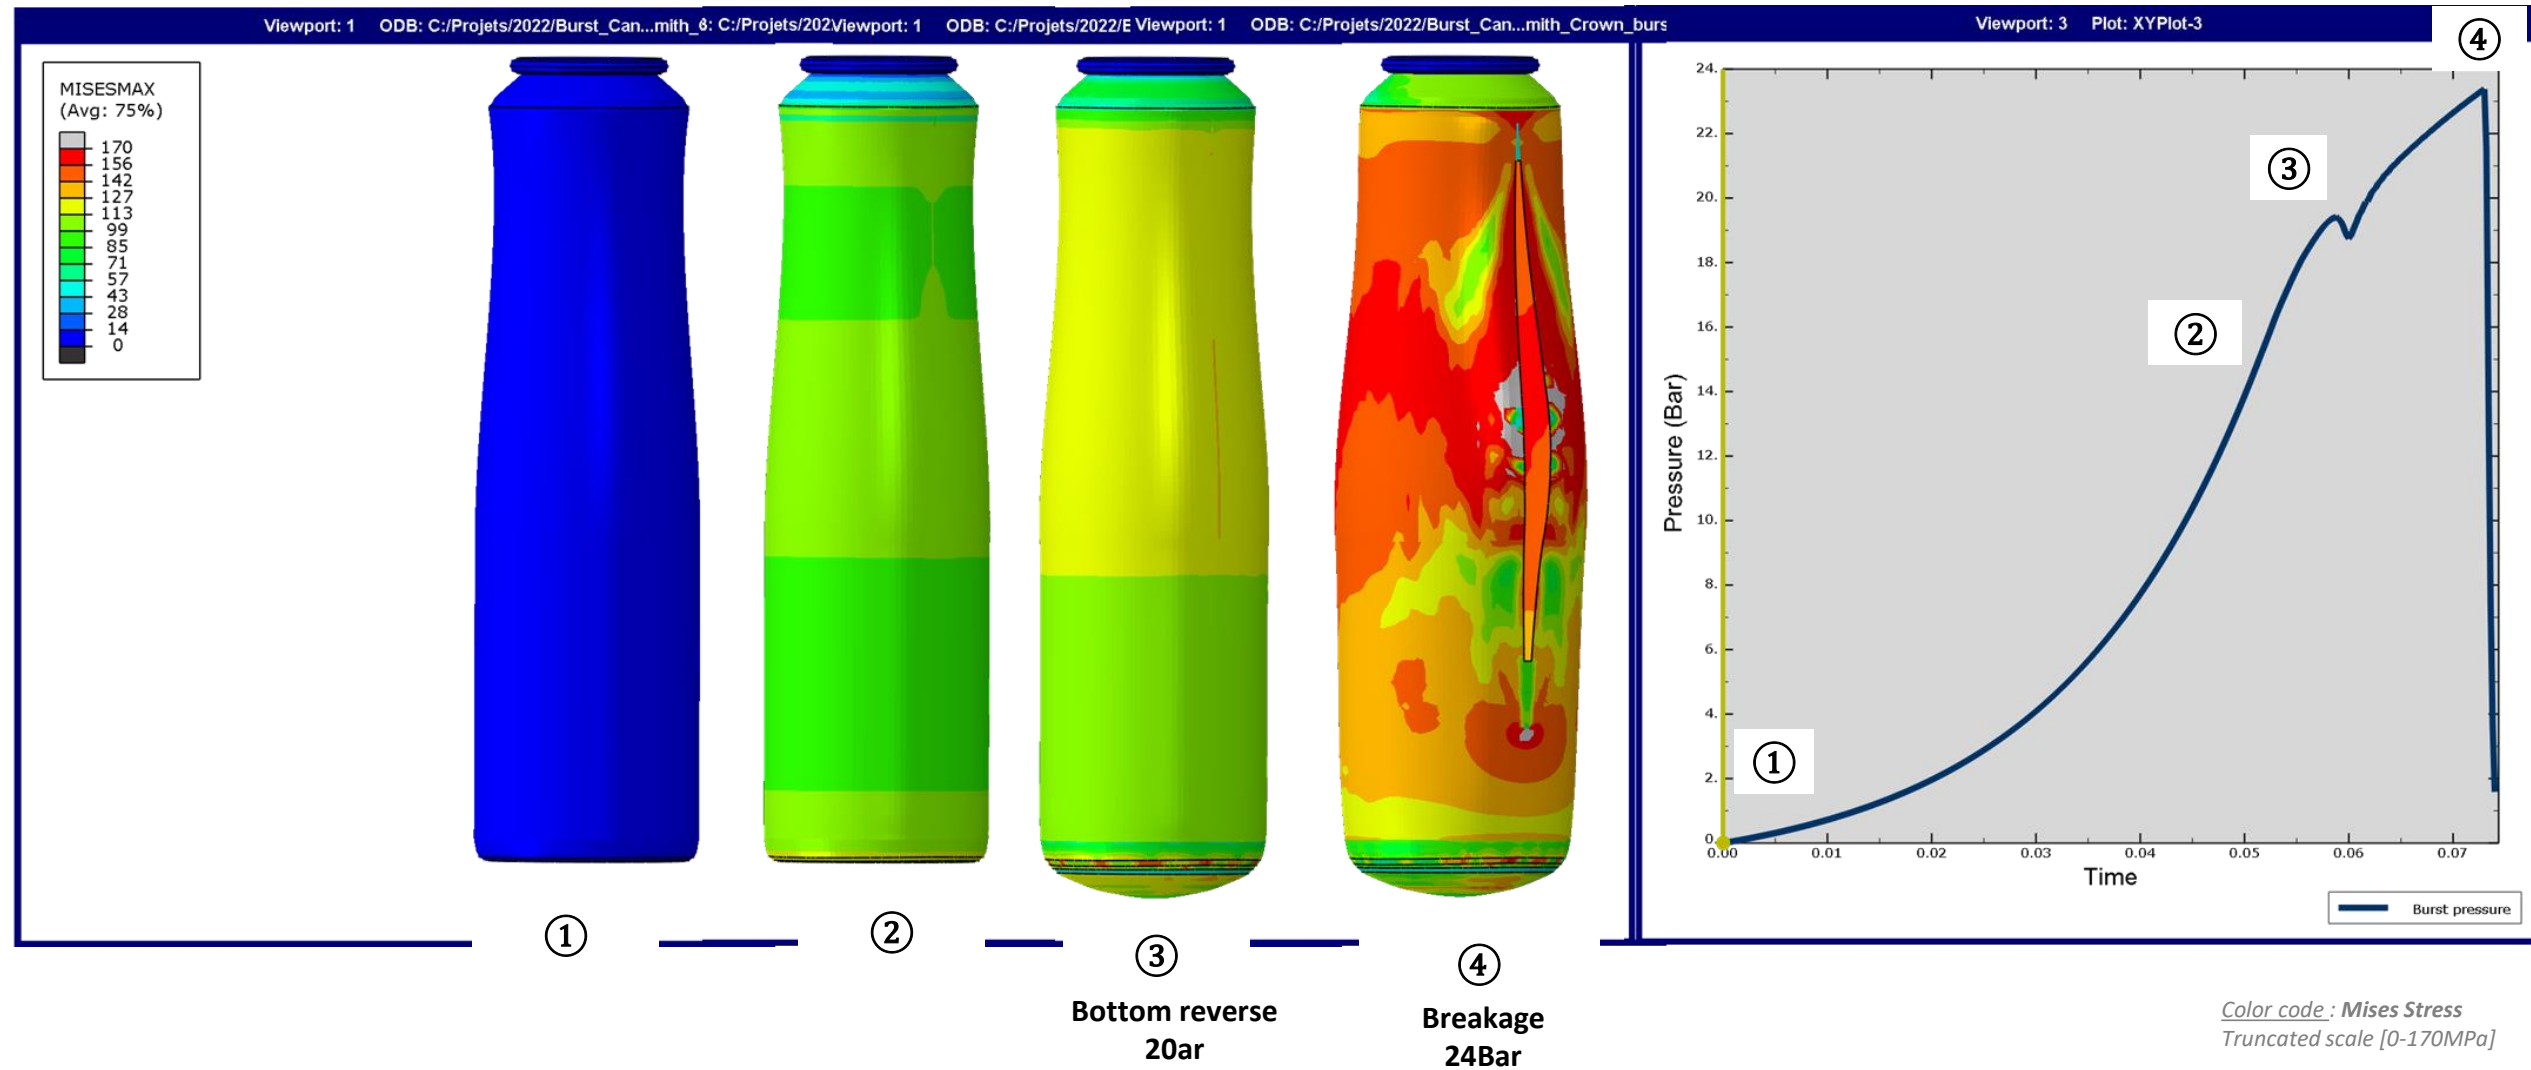 Viewport: 1 ODB: C:/Projets/2022/Burst_Can...mith_6: C:/Projets/202 Viewport: 1 ODB: C:/Projets/2022/E Viewport: 1 ODB: C:/Projets/2022/Burst_Can...mith_Crown_burs
Viewport: 3 Plot: XYPlot-3
④
MISESMAX
(Avg: 75%)
170
156
142
127
113
99
85
71
57
43
28
14
0
24.
22.
20.
18.
16.
14.
12.
10.
8.
6.
4.
2.
0.
Pressure (Bar)
③
②
①
0.00 0.01 0.02 0.03 0.04 0.05 0.06 0.07
Time
Burst pressure
①
②
③
Bottom reverse
20ar
④
Breakage
24Bar
Color code : Mises Stress
Truncated scale [0-170MPa]